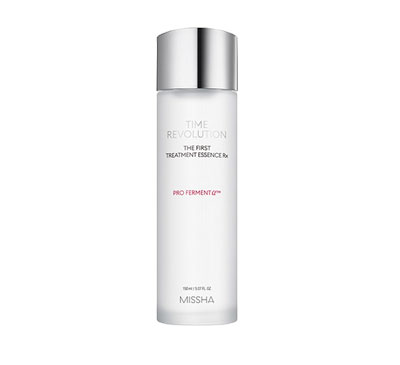 TIME
REVOLUTION
THE FIRST
TREATMENT ESSENCE Rx
PRO FERMENT α™
150ml / 5.07 FL. OZ
MISSHA